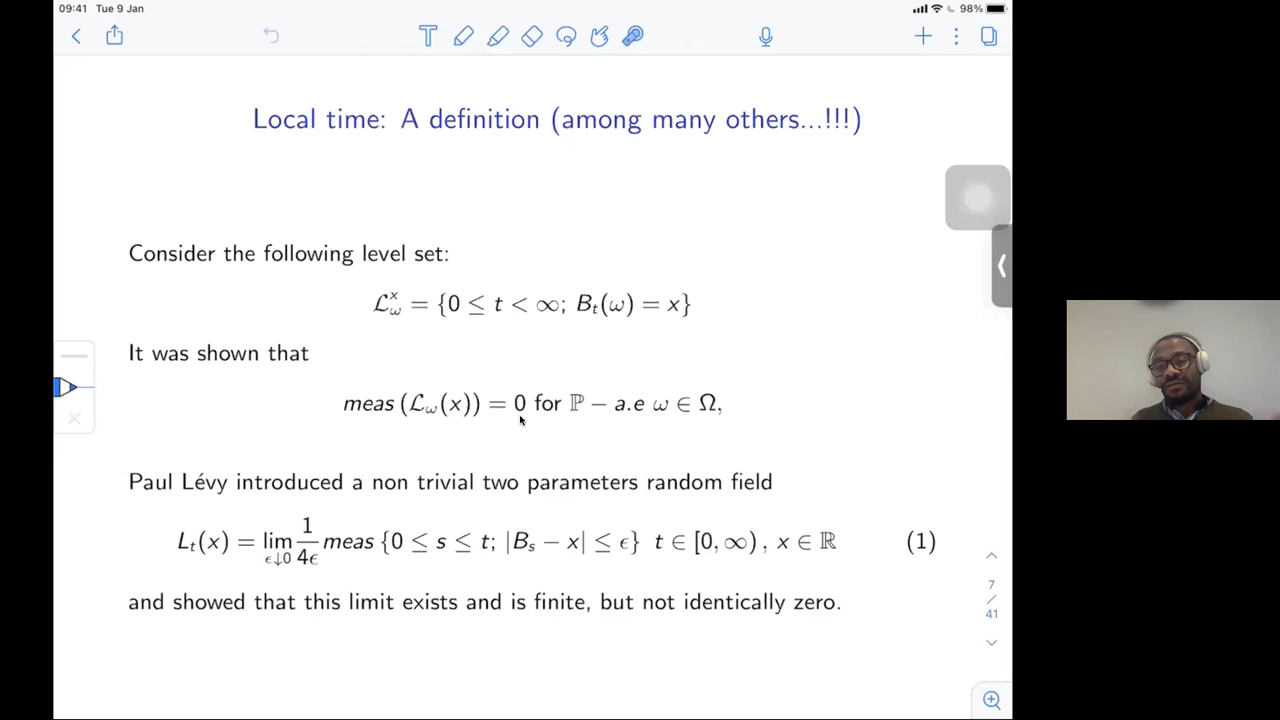 09:41 Tue 9 Jan
98%
Local time: A definition (among many others...!!!)
Consider the following level set:
ℒ_ω^x = {0 ≤ t < ∞; B_t(ω) = x}
It was shown that
meas (ℒ_ω(x)) = 0 for ℙ − a.e ω ∈ Ω,
Paul Lévy introduced a non trivial two parameters random field
L_t(x) = lim_{ϵ↓0} 1/4ϵ meas {0 ≤ s ≤ t; |B_s − x| ≤ ϵ} t ∈ [0, ∞) , x ∈ ℝ (1)
and showed that this limit exists and is finite, but not identically zero.
7
/
41